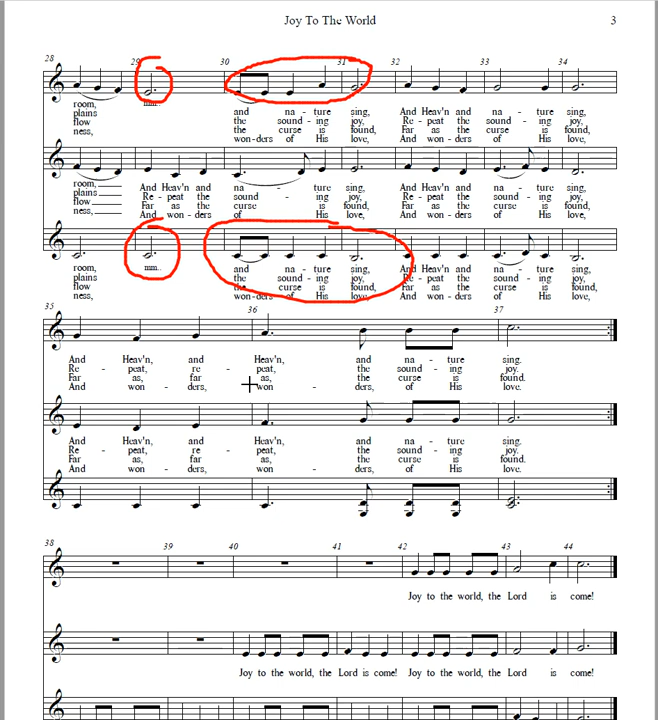 Joy To The World
3
28 29 30 31 32 33 34
room, mm.. and na - ture sing, And Heav'n and na - ture sing,
plains the sound - ing joy, Re - peat the sound - ing joy,
flow the curse is found, Far as the curse is found,
ness, won - ders of His love, And won - ders of His love,
room, And Heav'n and na - ture sing, And Heav'n and na - ture sing,
plains Re - peat the sound - ing joy, Re - peat the sound - ing joy,
flow Far as the curse is found, Far as the curse is found,
ness, And won - ders of His love, And won - ders of His love,
room, mm.. and na - ture sing, And Heav'n and na - ture sing,
plains the sound - ing joy, Re - peat the sound - ing joy,
flow the curse is found, Far as the curse is found,
ness, won - ders of His love, And won - ders of His love,
35 36 37
And Heav'n, and Heav'n, and na - ture sing.
Re - peat, re - peat, the sound - ing joy.
Far as, far as, the curse is found.
And won - ders, won - ders, of His love.
And Heav'n, and Heav'n, and na - ture sing.
Re - peat, re - peat, the sound - ing joy.
Far as, far as, the curse is found.
And won - ders, won - ders, of His love.
38 39 40 41 42 43 44
Joy to the world, the Lord is come!
Joy to the world, the Lord is come! Joy to the world, the Lord is come!